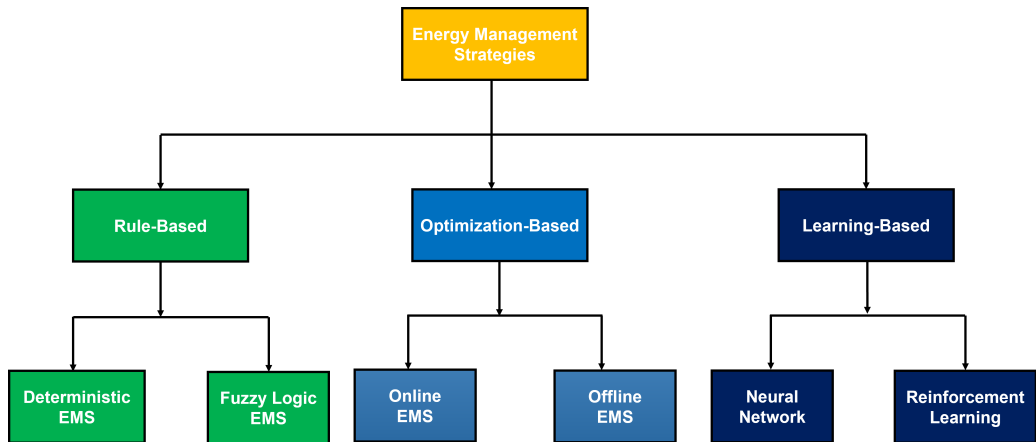 Energy Management
Strategies
Rule-Based
Optimization-Based
Learning-Based
Deterministic
EMS
Fuzzy Logic
EMS
Online
EMS
Offline
EMS
Neural
Network
Reinforcement
Learning